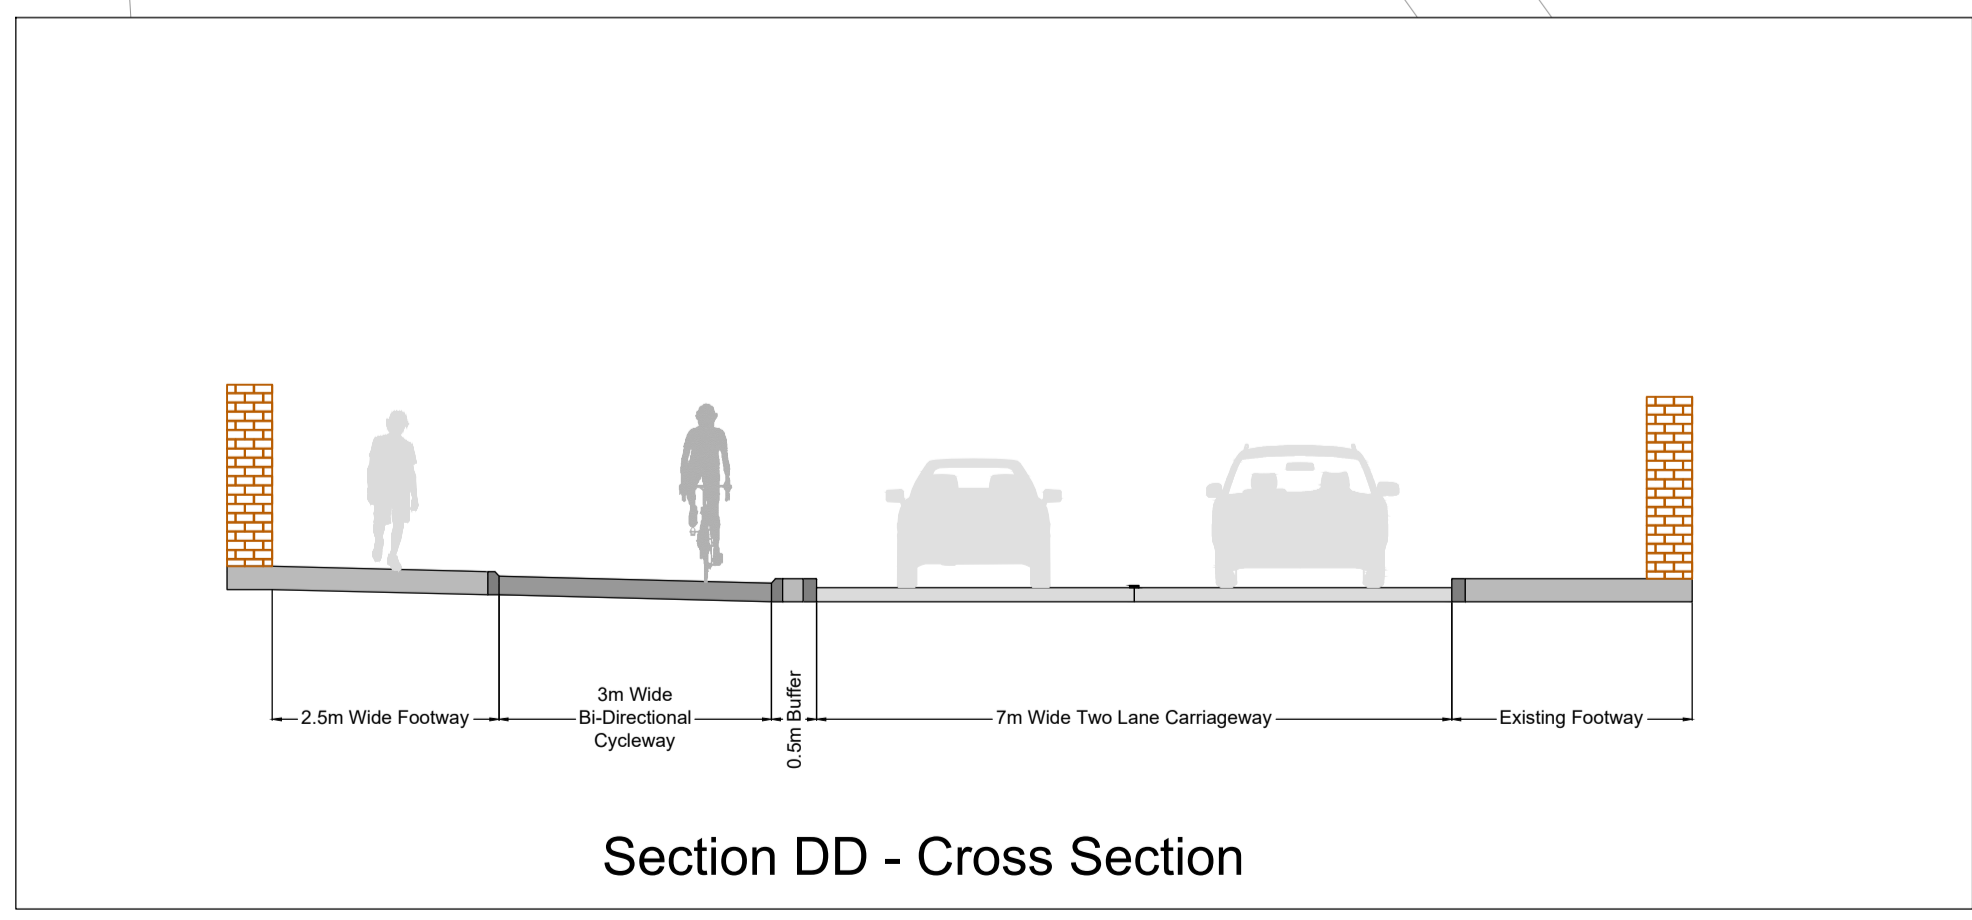 2.5m Wide Footway
3m Wide
Bi-Directional
Cycleway
0.5m Buffer
7m Wide Two Lane Carriageway
Existing Footway
Section DD - Cross Section